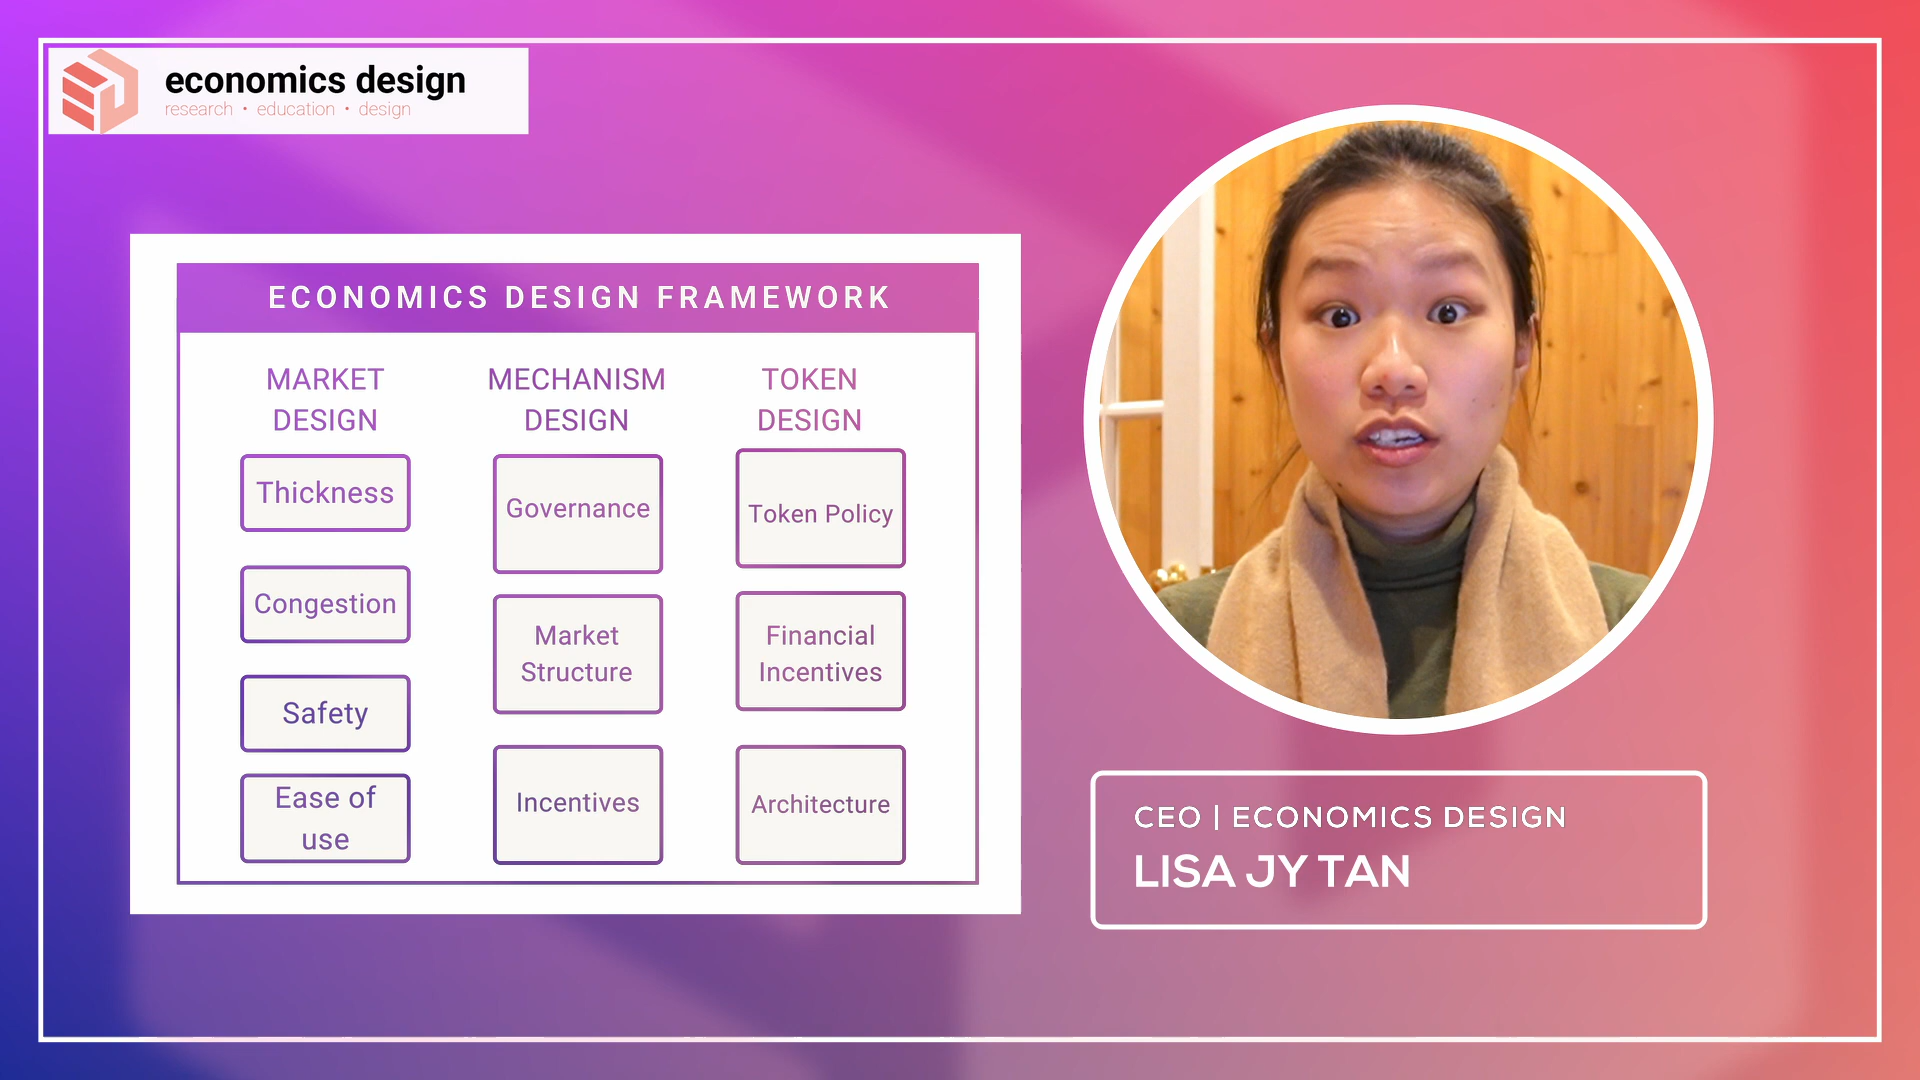 economics design
research • education • design
ECONOMICS DESIGN FRAMEWORK
MARKET
DESIGN
Thickness
Congestion
Safety
Ease of
use
MECHANISM
DESIGN
Governance
Market
Structure
Incentives
TOKEN
DESIGN
Token Policy
Financial
Incentives
Architecture
CEO | ECONOMICS DESIGN
LISA JY TAN